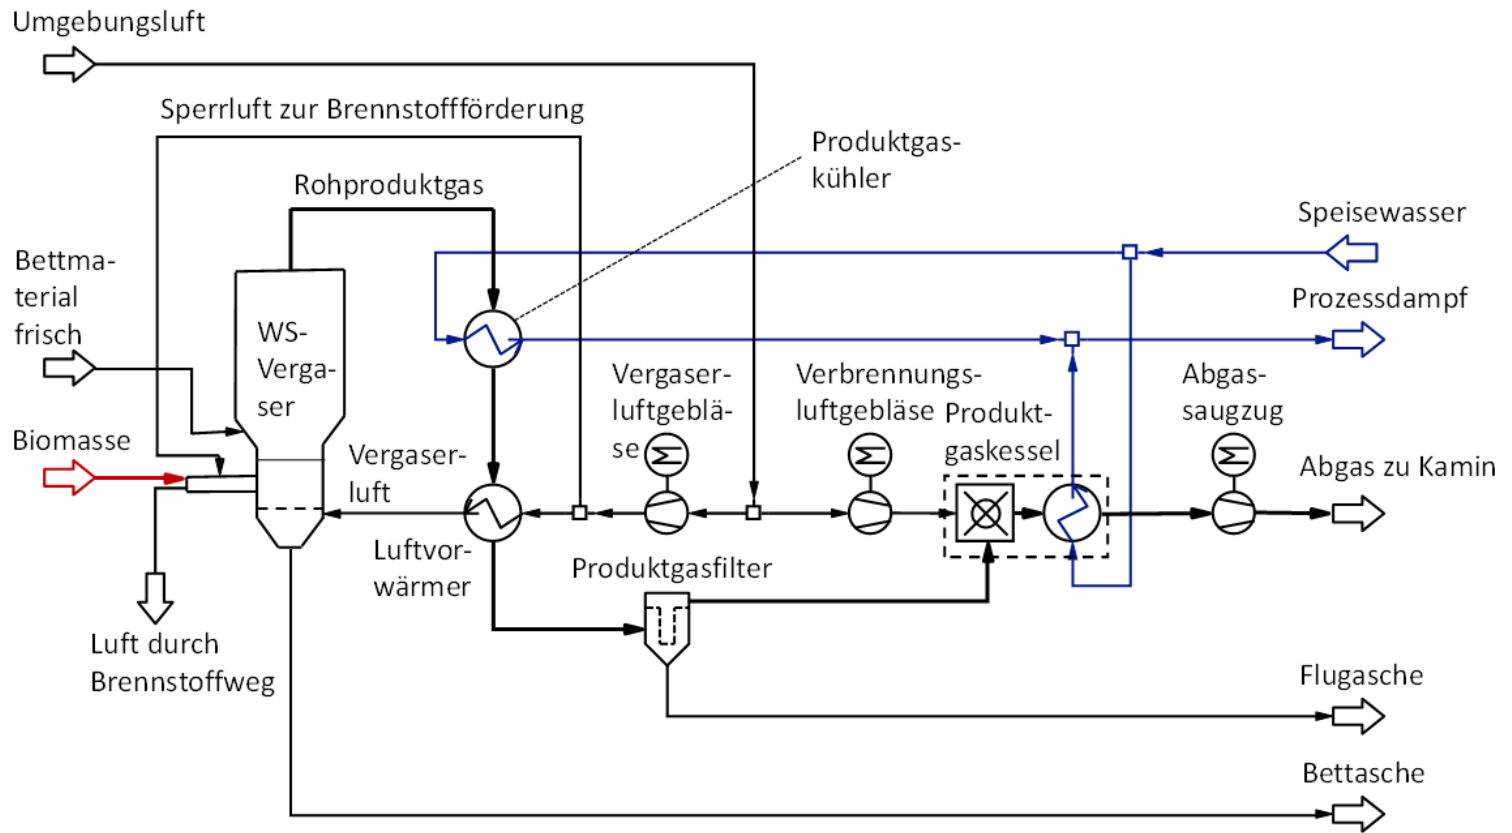 Umgebungsluft
Sperrluft zur Brennstoffförderung
Produktgas-
kühler
Rohproduktgas
Speisewasser
Bettma-
terial
frisch
Prozessdampf
WS-
Verga-
ser
Vergaser-
luftgeblä-
se
Verbrennungs-
luftgebläse
Produkt-
gaskessel
Abgas-
saugzug
Biomasse
Vergaser-
luft
Abgas zu Kamin
Luftvor-
wärmer
Produktgasfilter
Luft durch
Brennstoffweg
Flugasche
Bettasche